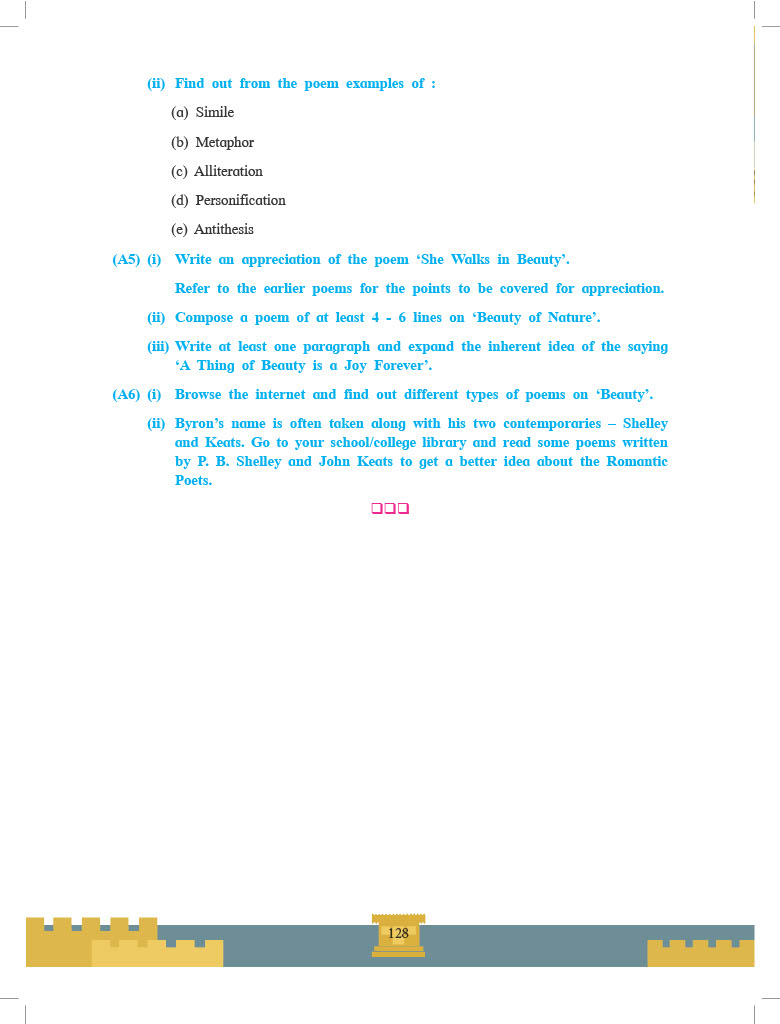 (ii) Find out from the poem examples of :
(a) Simile
(b) Metaphor
(c) Alliteration
(d) Personification
(e) Antithesis
(A5) (i) Write an appreciation of the poem ‘She Walks in Beauty’.
Refer to the earlier poems for the points to be covered for appreciation.
(ii) Compose a poem of at least 4 - 6 lines on ‘Beauty of Nature’.
(iii) Write at least one paragraph and expand the inherent idea of the saying
‘A Thing of Beauty is a Joy Forever’.
(A6) (i) Browse the internet and find out different types of poems on ‘Beauty’.
(ii) Byron’s name is often taken along with his two contemporaries – Shelley
and Keats. Go to your school/college library and read some poems written
by P. B. Shelley and John Keats to get a better idea about the Romantic
Poets.
❑❑❑
128